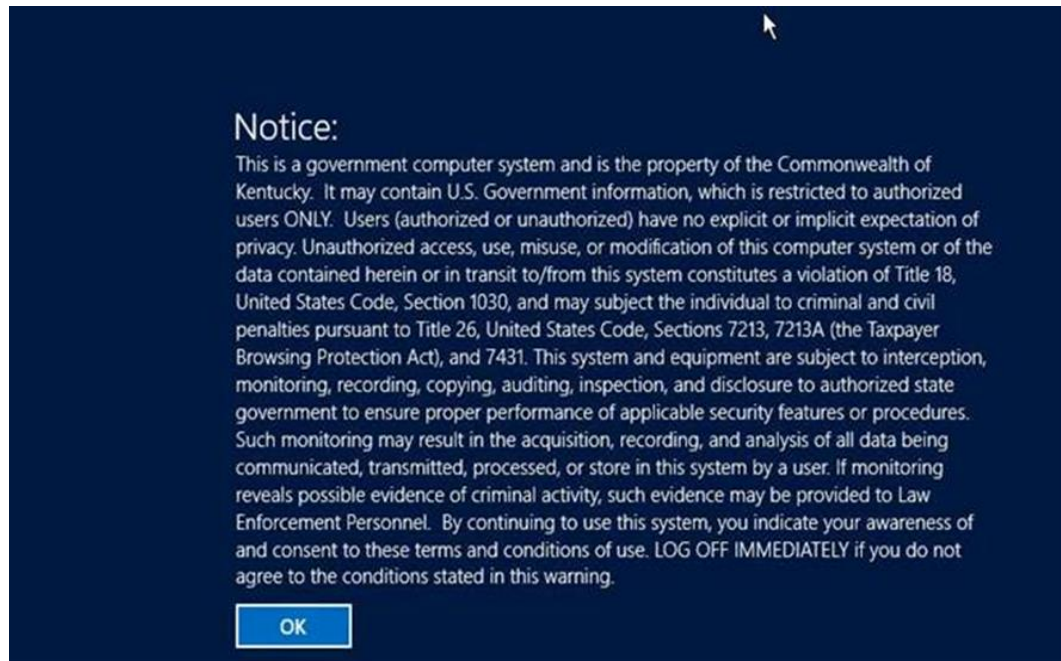 Notice:
This is a government computer system and is the property of the Commonwealth of
Kentucky.  It may contain U.S. Government information, which is restricted to authorized
users ONLY.  Users (authorized or unauthorized) have no explicit or implicit expectation of
privacy. Unauthorized access, use, misuse, or modification of this computer system or of the
data contained herein or in transit to/from this system constitutes a violation of Title 18,
United States Code, Section 1030, and may subject the individual to criminal and civil
penalties pursuant to Title 26, United States Code, Sections 7213, 7213A (the Taxpayer
Browsing Protection Act), and 7431. This system and equipment are subject to interception,
monitoring, recording, copying, auditing, inspection, and disclosure to authorized state
government to ensure proper performance of applicable security features or procedures.
Such monitoring may result in the acquisition, recording, and analysis of all data being
communicated, transmitted, processed, or store in this system by a user. If monitoring
reveals possible evidence of criminal activity, such evidence may be provided to Law
Enforcement Personnel.  By continuing to use this system, you indicate your awareness of
and consent to these terms and conditions of use. LOG OFF IMMEDIATELY if you do not
agree to the conditions stated in this warning.
OK